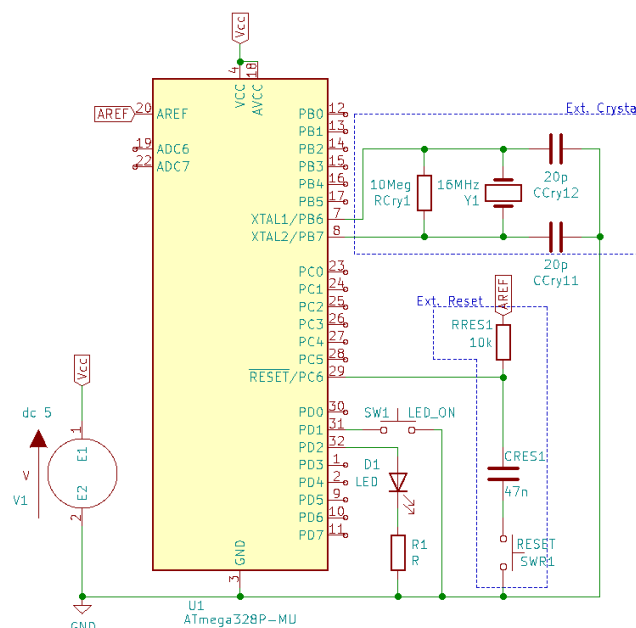 Vcc
4
18
VCC
AVCC
AREF
20
AREF
19
ADC6
22
ADC7
PB0
12
PB1
13
PB2
14
PB3
15
PB4
16
PB5
17
XTAL1/PB6
7
XTAL2/PB7
8
PC0
23
PC1
24
PC2
25
PC3
26
PC4
27
PC5
28
RESET/PC6
29
PD0
30
PD1
31
PD2
32
PD3
1
PD4
2
PD5
9
PD6
10
PD7
11
GND
3
U1
ATmega328P-MU
Ext. Crysta
10Meg
RCry1
16MHz
Y1
20p
CCry12
20p
CCry11
Ext. Reset
AREF
RRES1
10k
CRES1
47n
RESET
SWR1
SW1
LED_ON
D1
LED
R1
R
Vcc
dc 5
V
V1
1
E1
E2
2
GND